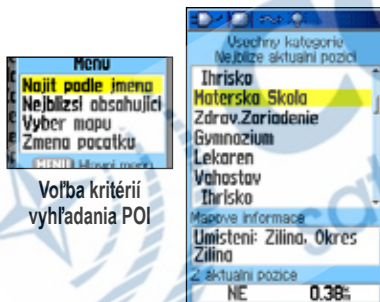 Menu
Najit podle jmena
Nejblizsi obsahujici
Vyber mapu
Zmena pocatku
MENU Hlavni menu
Voľba kritérií
vyhľadania POI
Vsechny kategorie
Nejblize aktualni pozici
Ihrisko
Materska Skola
Zdrav.Zariadenie
Gymnazium
Lekaren
Vahostav
Ihrisko
Mapove informace
Umisteni: Zilina, Okres
Zilina
Z aktualni pozice
NE 0.38